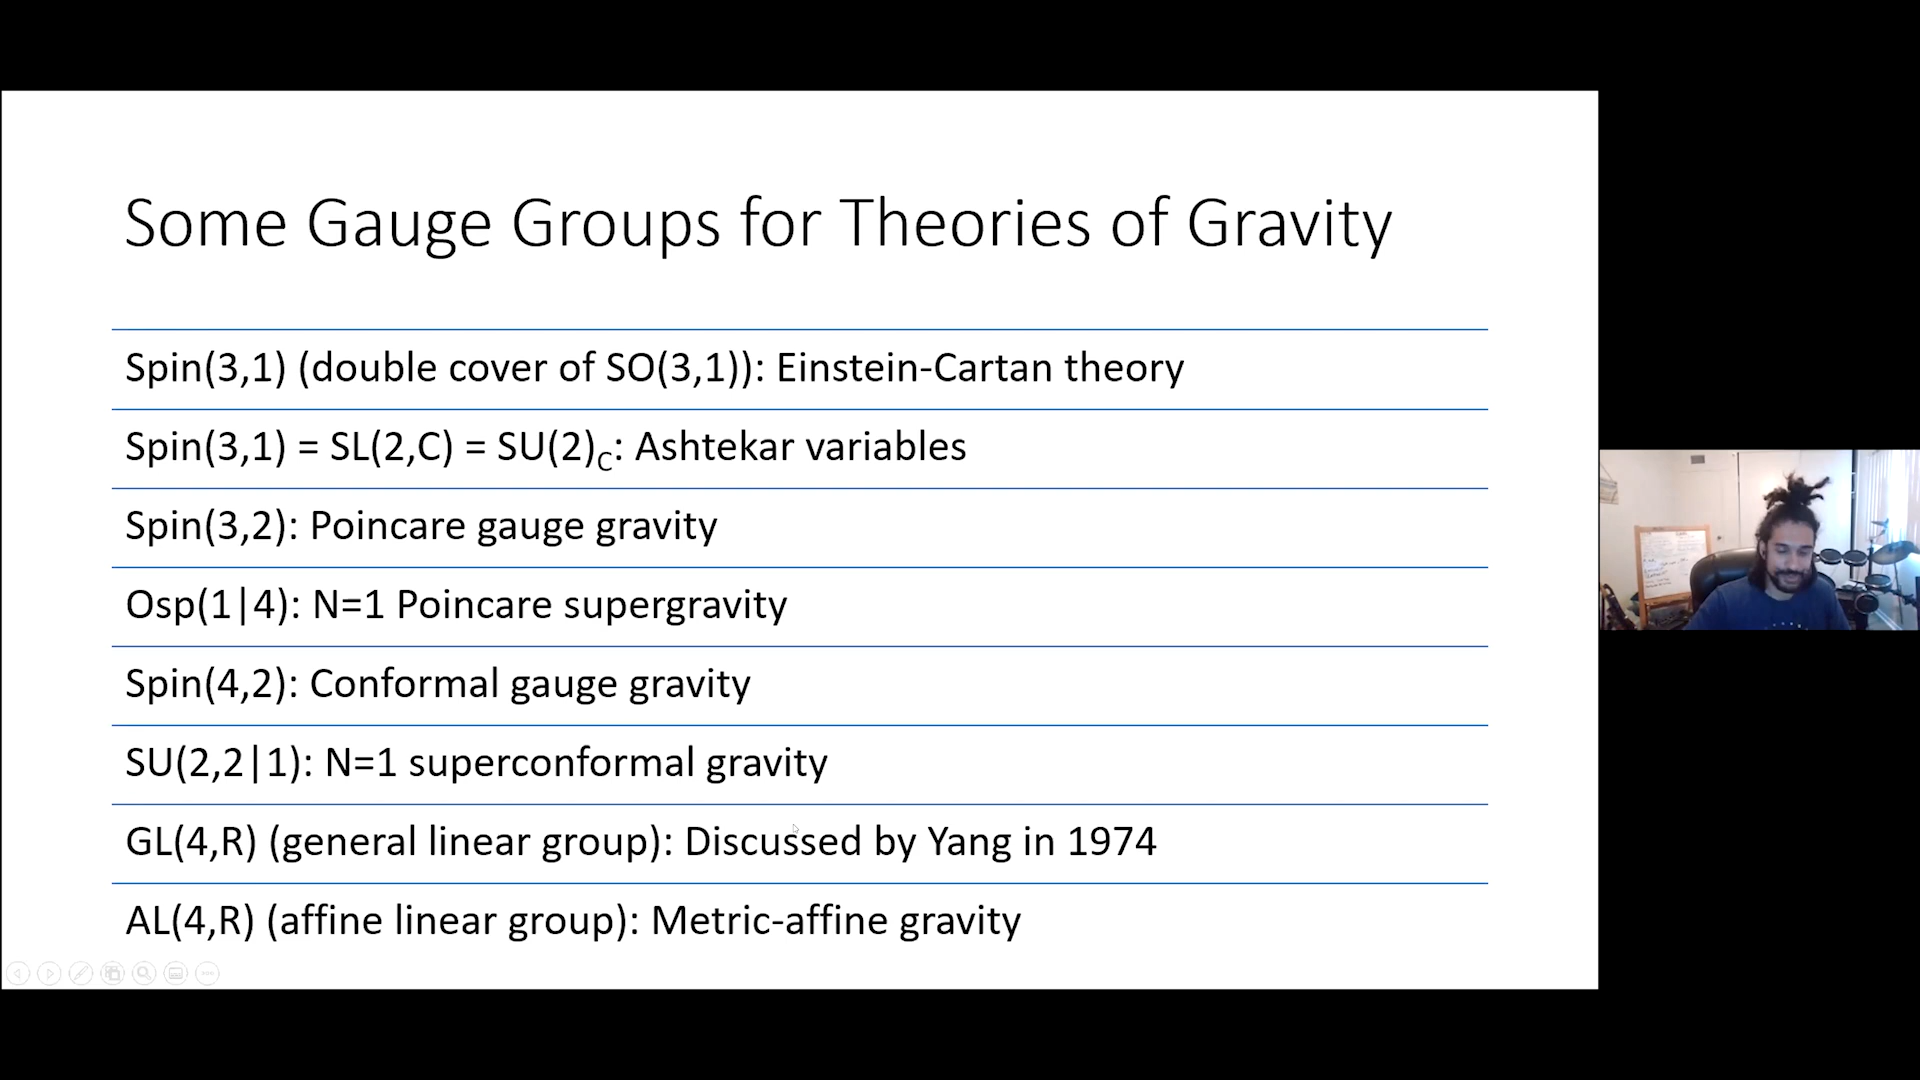 Some Gauge Groups for Theories of Gravity
Spin(3,1) (double cover of SO(3,1)): Einstein-Cartan theory
Spin(3,1) = SL(2,C) = SU(2)C: Ashtekar variables
Spin(3,2): Poincare gauge gravity
Osp(1|4): N=1 Poincare supergravity
Spin(4,2): Conformal gauge gravity
SU(2,2|1): N=1 superconformal gravity
GL(4,R) (general linear group): Discussed by Yang in 1974
AL(4,R) (affine linear group): Metric-affine gravity